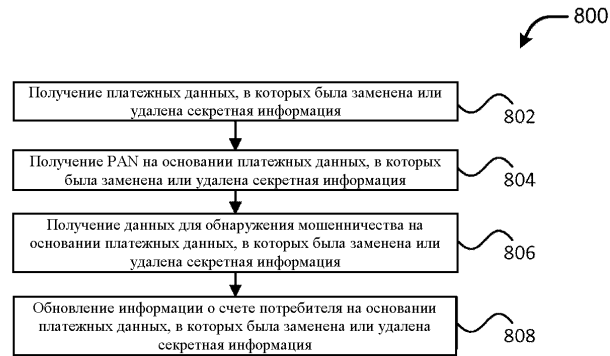 800
Получение платежных данных, в которых была заменена или
удалена секретная информация
802
Получение PAN на основании платежных данных, в которых
была заменена или удалена секретная информация
804
Получение данных для обнаружения мошенничества на
основании платежных данных, в которых была заменена или
удалена секретная информация
806
Обновление информации о счете потребителя на основании
платежных данных, в которых была заменена или удалена
секретная информация
808